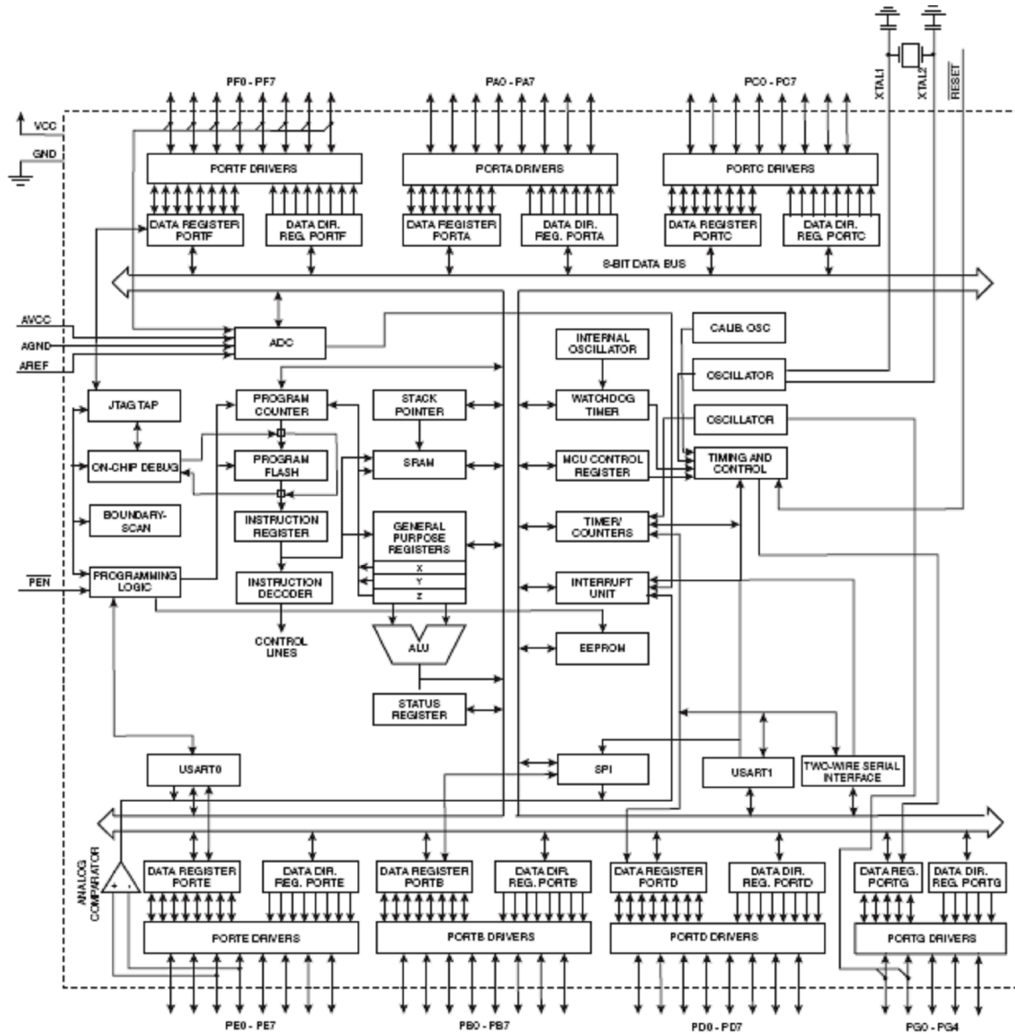 XTAL1
XTAL2
RESET
PF0 - PF7
PA0 - PA7
PC0 - PC7
VCC
GND
PORTF DRIVERS
PORTA DRIVERS
PORTC DRIVERS
DATA REGISTER
PORTF
DATA DIR.
REG. PORTF
DATA REGISTER
PORTA
DATA DIR.
REG. PORTA
DATA REGISTER
PORTC
DATA DIR.
REG. PORTC
8-BIT DATA BUS
AVCC
AGND
AREF
ADC
INTERNAL
OSCILLATOR
CALIB. OSC
OSCILLATOR
JTAG TAP
PROGRAM
COUNTER
STACK
POINTER
WATCHDOG
TIMER
OSCILLATOR
ON-CHIP DEBUG
PROGRAM
FLASH
SRAM
MCU CONTROL
REGISTER
TIMING AND
CONTROL
BOUNDARY-
SCAN
INSTRUCTION
REGISTER
GENERAL
PURPOSE
REGISTERS
X
Y
Z
TIMER/
COUNTERS
PEN
PROGRAMMING
LOGIC
INSTRUCTION
DECODER
INTERRUPT
UNIT
CONTROL
LINES
ALU
EEPROM
STATUS
REGISTER
USART0
SPI
USART1
TWO-WIRE SERIAL
INTERFACE
ANALOG
COMPARATOR
+
-
DATA REGISTER
PORTE
DATA DIR.
REG. PORTE
DATA REGISTER
PORTB
DATA DIR.
REG. PORTB
DATA REGISTER
PORTD
DATA DIR.
REG. PORTD
DATA REG.
PORTG
DATA DIR.
REG. PORTG
PORTE DRIVERS
PORTB DRIVERS
PORTD DRIVERS
PORTG DRIVERS
PE0 - PE7
PB0 - PB7
PD0 - PD7
PG0 - PG4